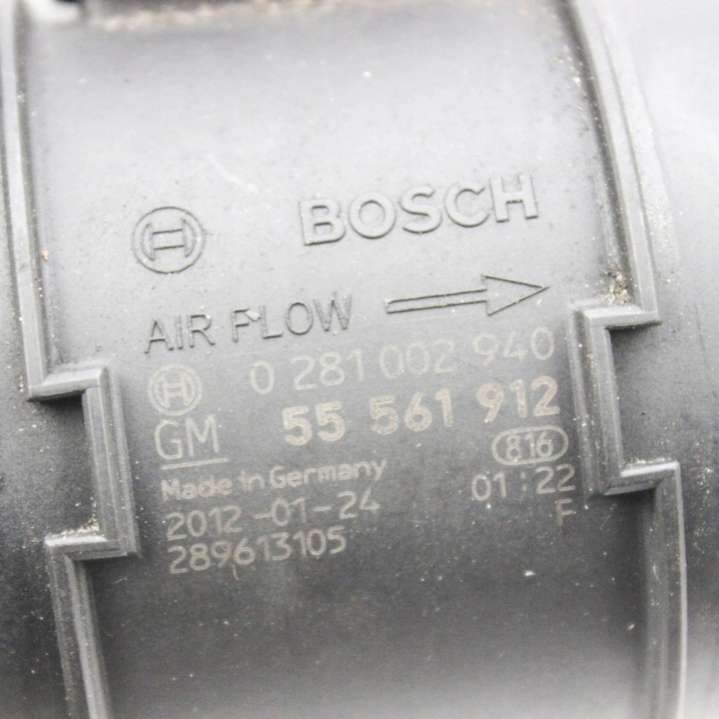 BOSCH
AIR FLOW
0 281 002 940
GM 55 561 912
816
Made in Germany
2012-01-24 01:22
289613105 F